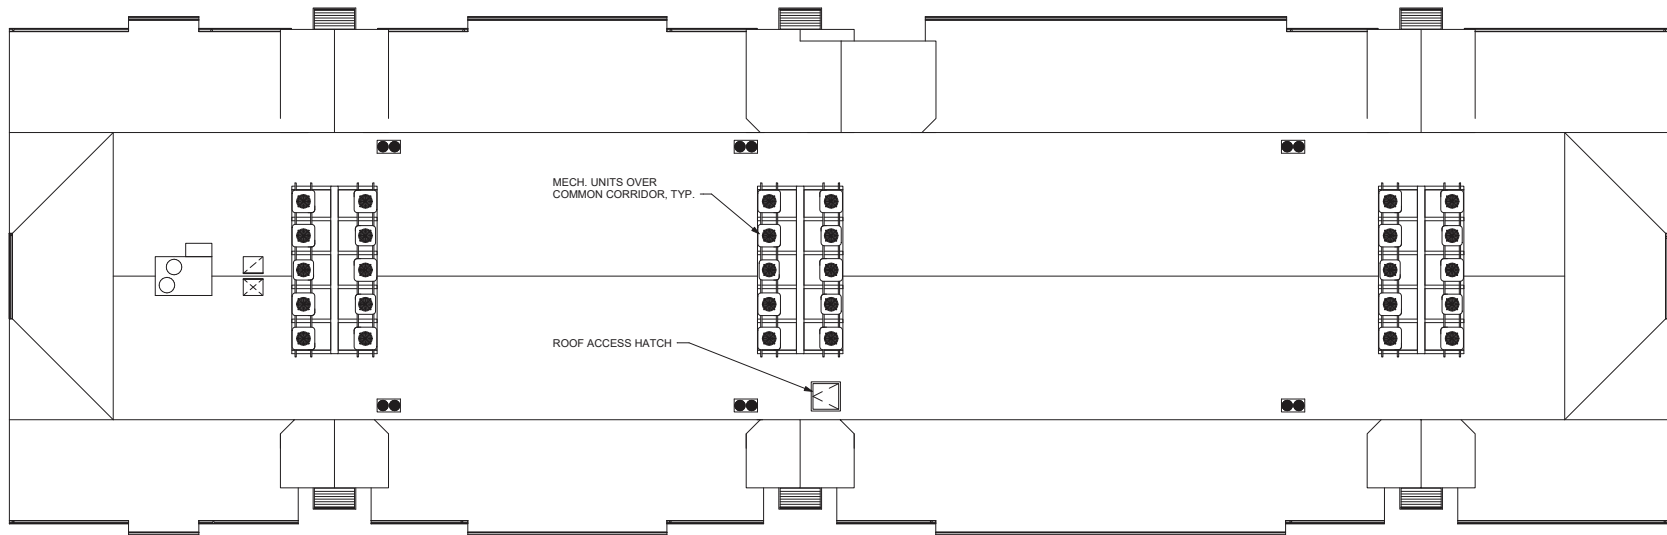 MECH. UNITS OVER
COMMON CORRIDOR, TYP.
ROOF ACCESS HATCH